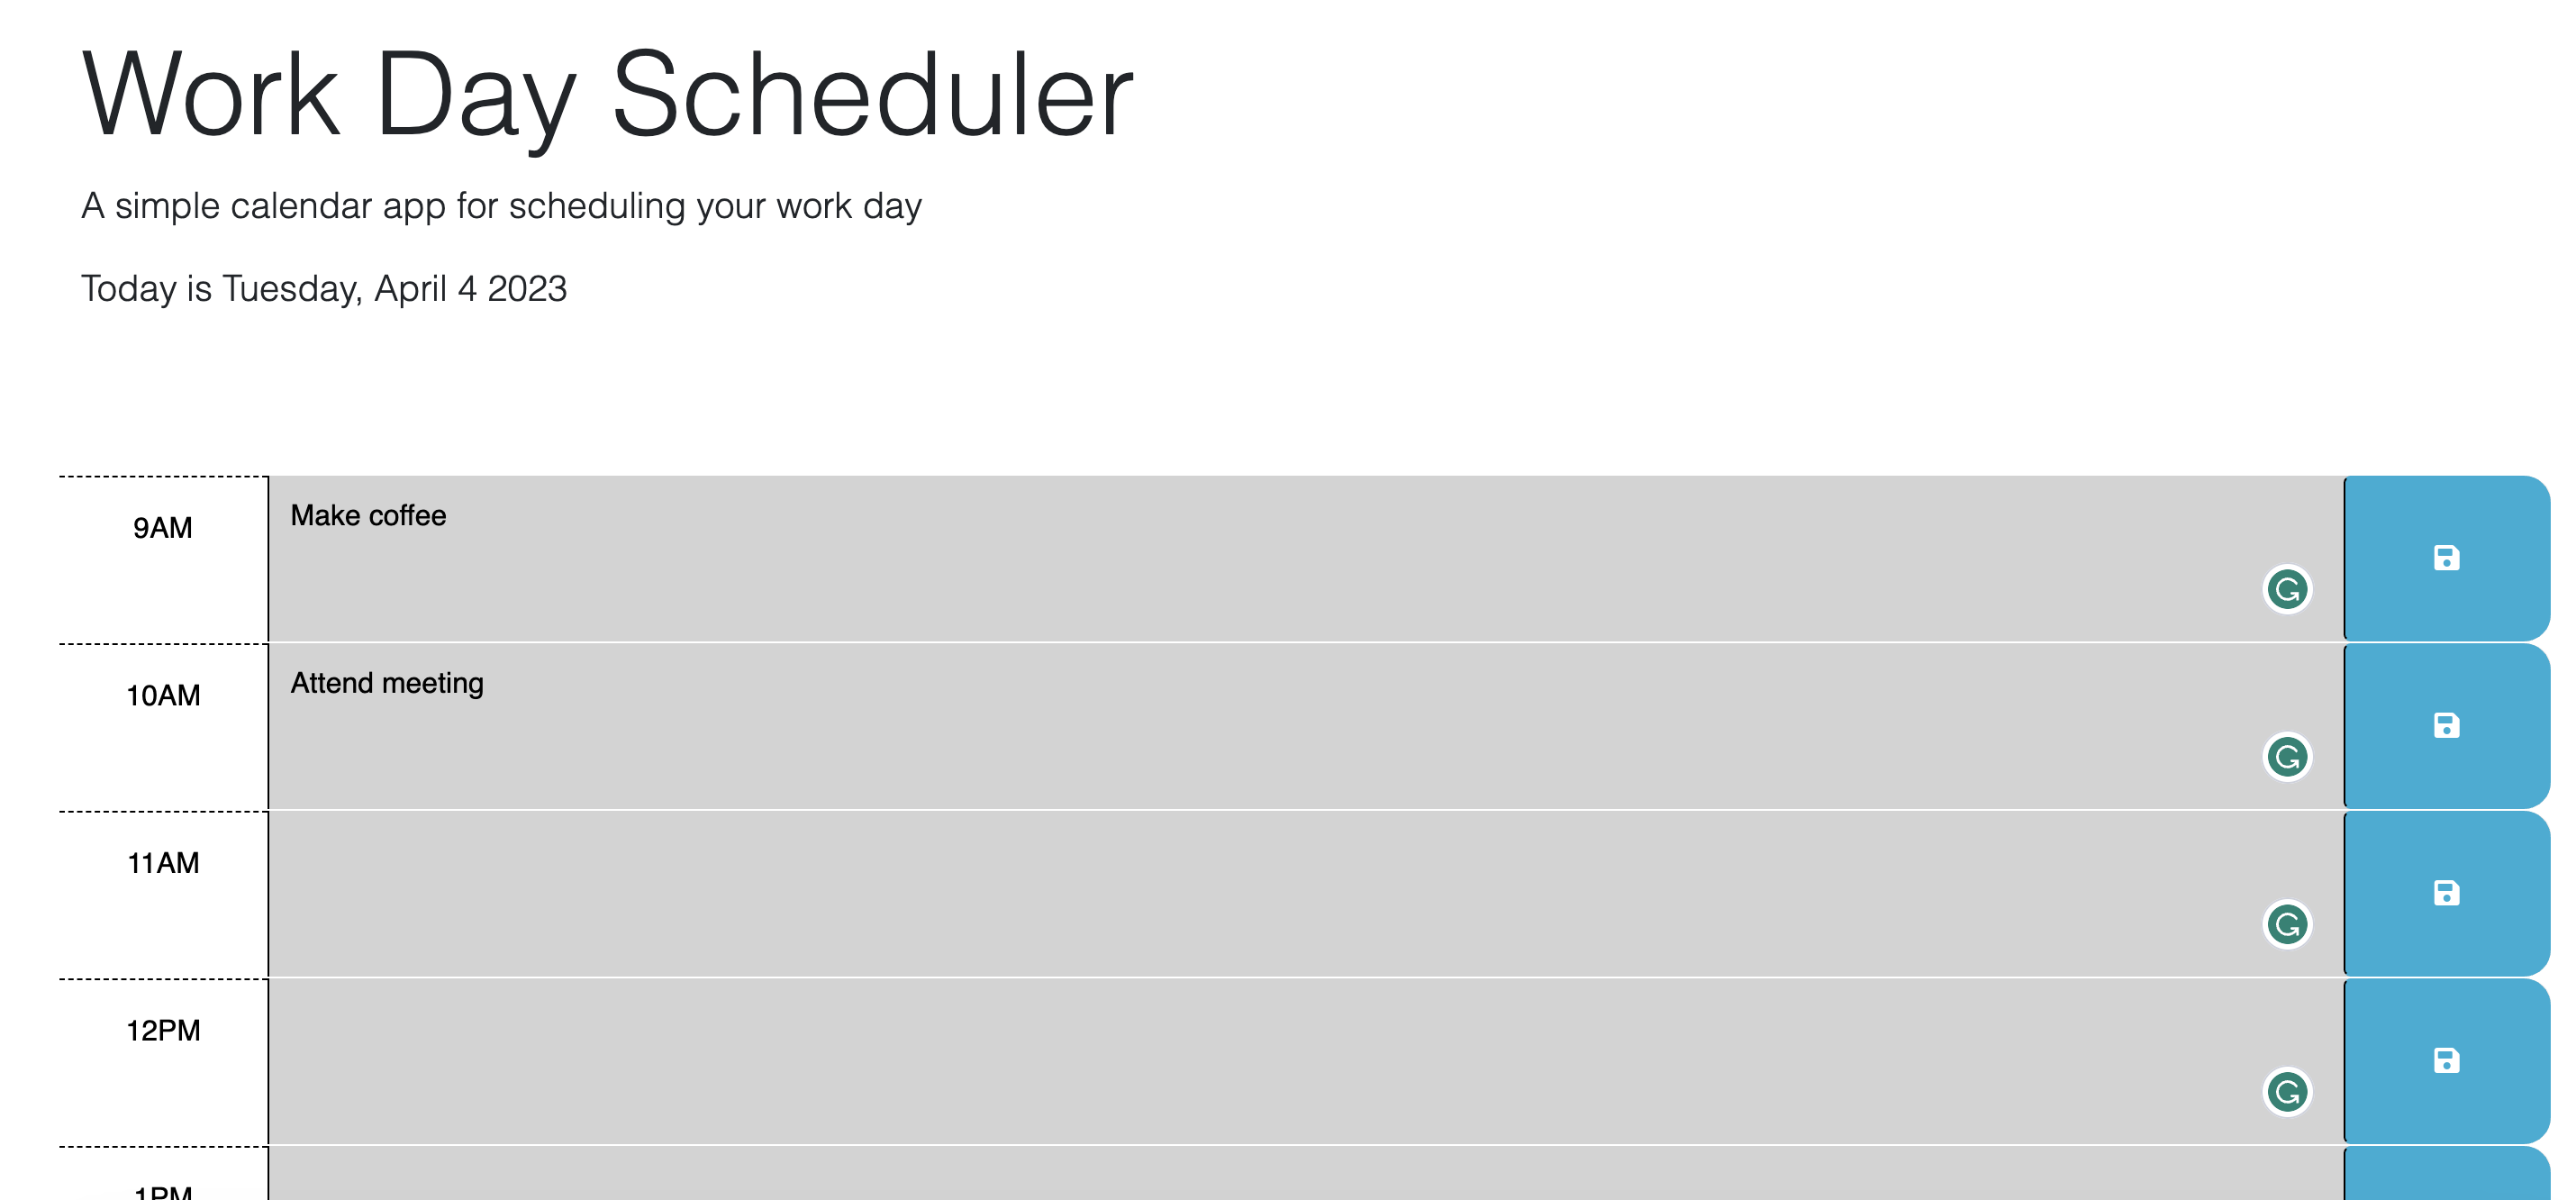 Work Day Scheduler
A simple calendar app for scheduling your work day
Today is Tuesday, April 4 2023
9AM
Make coffee
10AM
Attend meeting
11AM
12PM
1PM